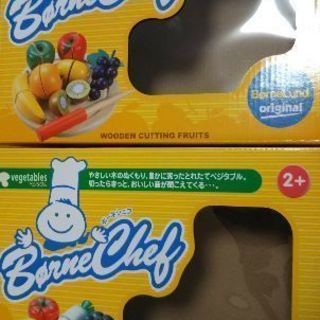 BørneChef
BorneLund
original
WOODEN CUTTING FRUITS
vegetables
ベジタブル
やさしい木のぬくもり、豊かに実ったとれたてベジタブル。
切ったらきっと、おいしい音が聞こえてくる・・・。
2+
ボーネシェフ
BørneChef